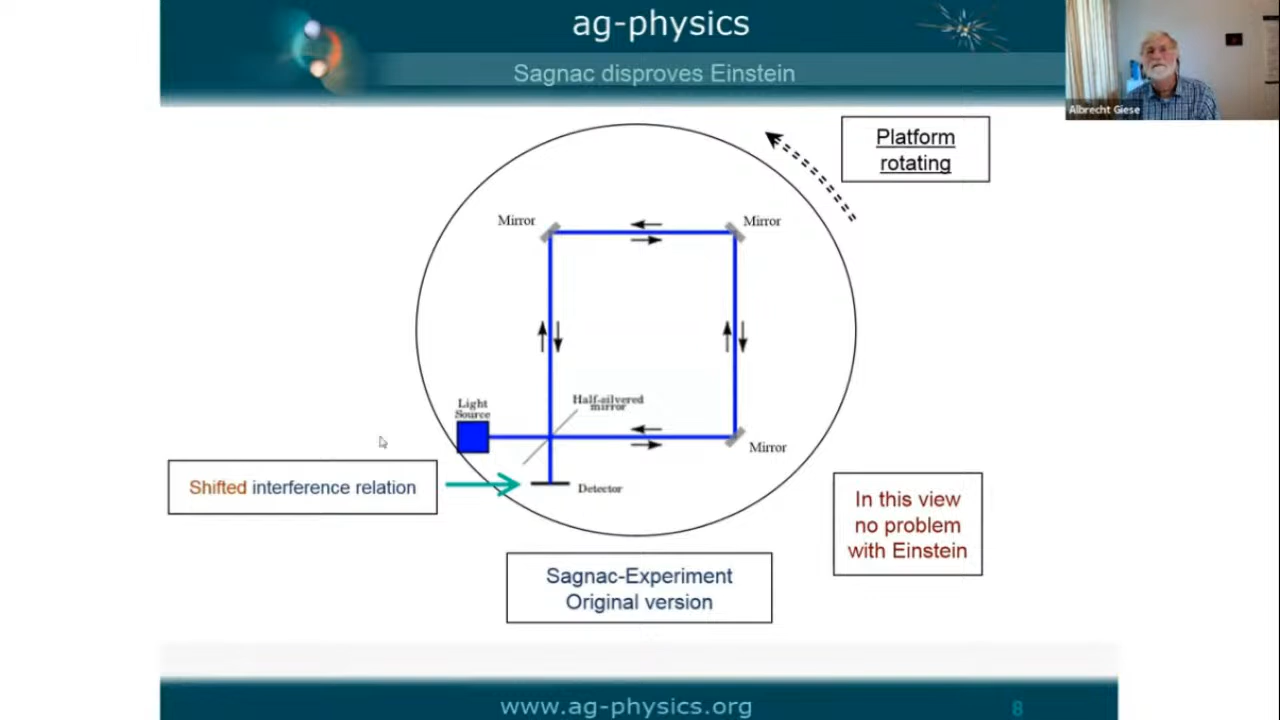 ag-physics
Sagnac disproves Einstein
Albrecht Giese
Platform
rotating
Mirror
Mirror
Light
Source
Half-silvered
mirror
Mirror
Shifted interference relation
Detector
In this view
no problem
with Einstein
Sagnac-Experiment
Original version
www.ag-physics.org
8